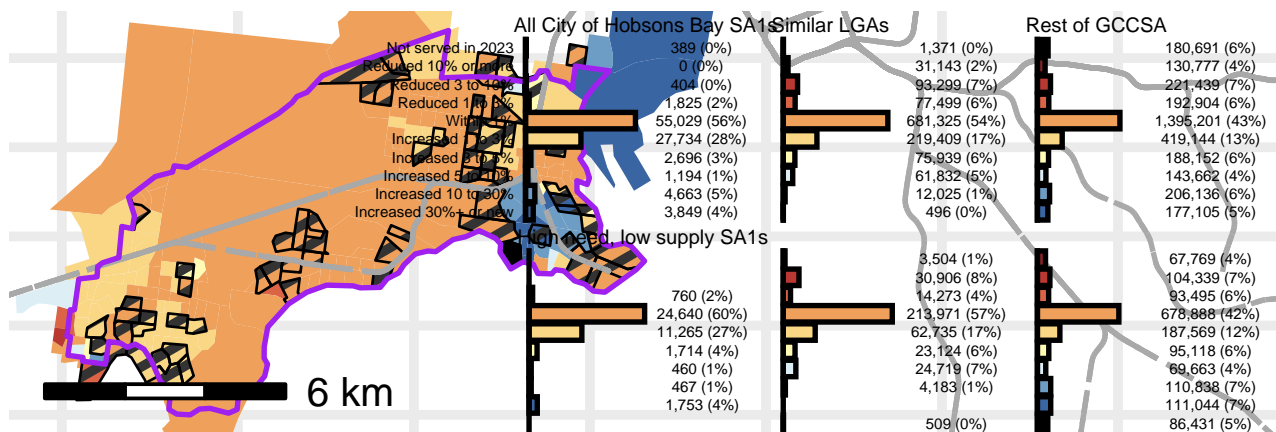 All City of Hobsons Bay SA1s Similar LGAs Rest of GCCSA
Not served in 2023 389 (0%) 1,371 (0%) 180,691 (6%)
Reduced 10% or more 0 (0%) 31,143 (2%) 130,777 (4%)
Reduced 3 to 10% 404 (0%) 93,299 (7%) 221,439 (7%)
Reduced 1 to 3% 1,825 (2%) 77,499 (6%) 192,904 (6%)
Within 1% 55,029 (56%) 681,325 (54%) 1,395,201 (43%)
Increased 1 to 3% 27,734 (28%) 219,409 (17%) 419,144 (13%)
Increased 3 to 5% 2,696 (3%) 75,939 (6%) 188,152 (6%)
Increased 5 to 10% 1,194 (1%) 61,832 (5%) 143,662 (4%)
Increased 10 to 30% 4,663 (5%) 12,025 (1%) 206,136 (6%)
Increased 30%+ or new 3,849 (4%) 496 (0%) 177,105 (5%)
High need, low supply SA1s
3,504 (1%) 67,769 (4%)
30,906 (8%) 104,339 (7%)
760 (2%) 14,273 (4%) 93,495 (6%)
24,640 (60%) 213,971 (57%) 678,888 (42%)
11,265 (27%) 62,735 (17%) 187,569 (12%)
1,714 (4%) 23,124 (6%) 95,118 (6%)
460 (1%) 24,719 (7%) 69,663 (4%)
467 (1%) 4,183 (1%) 110,838 (7%)
1,753 (4%) 111,044 (7%)
509 (0%) 86,431 (5%)
6 km